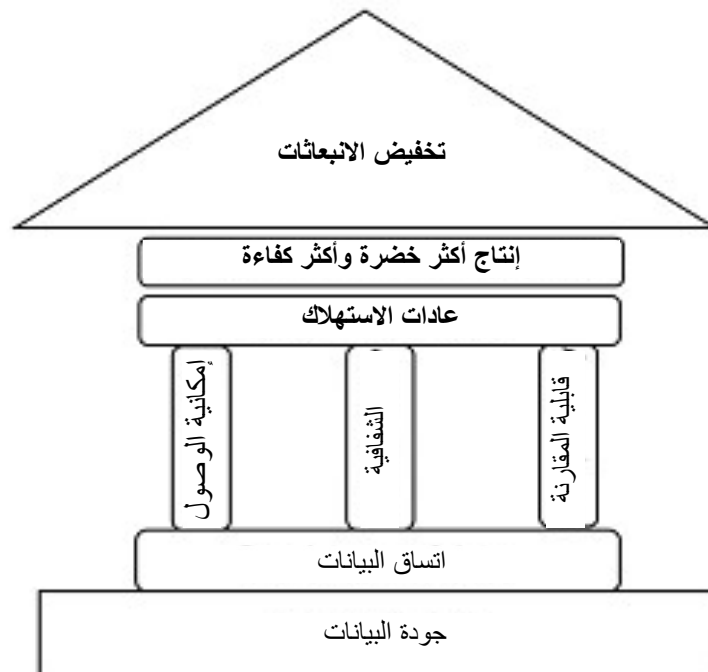 تخفيض الانبعاثات
إنتاج أكثر خضرة وأكثر كفاءة
عادات الاستهلاك
قابلية المقارنة
الشفافية
إمكانية الوصول
اتساق البيانات
جودة البيانات